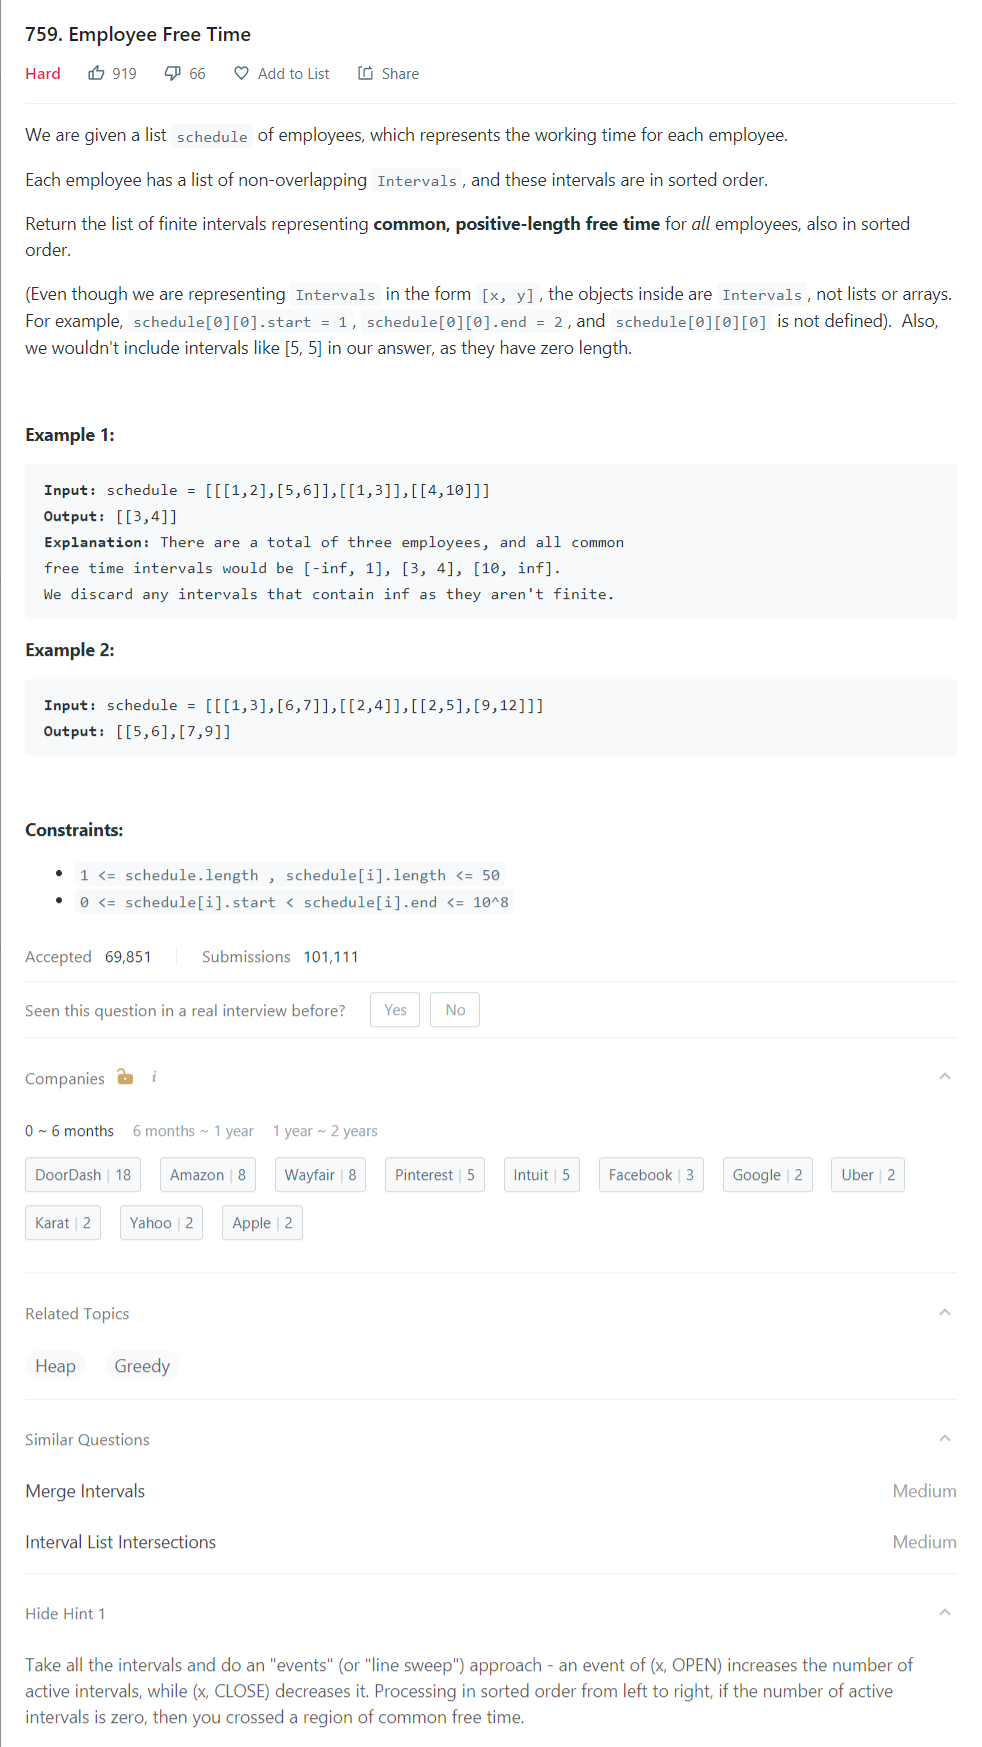 759. Employee Free Time
Hard 919 66 Add to List Share
We are given a list schedule of employees, which represents the working time for each employee.
Each employee has a list of non-overlapping Intervals, and these intervals are in sorted order.
Return the list of finite intervals representing common, positive-length free time for all employees, also in sorted
order.
(Even though we are representing Intervals in the form [x, y], the objects inside are Intervals, not lists or arrays.
For example, schedule[0][0].start = 1, schedule[0][0].end = 2, and schedule[0][0][0] is not defined). Also,
we wouldn't include intervals like [5, 5] in our answer, as they have zero length.
Example 1:
Input: schedule = [[[1,2],[5,6]],[[1,3]],[[4,10]]]
Output: [[3,4]]
Explanation: There are a total of three employees, and all common
free time intervals would be [-inf, 1], [3, 4], [10, inf].
We discard any intervals that contain inf as they aren't finite.
Example 2:
Input: schedule = [[[1,3],[6,7]],[[2,4]],[[2,5],[9,12]]]
Output: [[5,6],[7,9]]
Constraints:
• 1 <= schedule.length , schedule[i].length <= 50
• 0 <= schedule[i].start < schedule[i].end <= 10^8
Accepted 69,851 Submissions 101,111
Seen this question in a real interview before? Yes No
Companies i
0 ~ 6 months 6 months ~ 1 year 1 year ~ 2 years
DoorDash | 18 Amazon | 8 Wayfair | 8 Pinterest | 5 Intuit | 5 Facebook | 3 Google | 2 Uber | 2
Karat | 2 Yahoo | 2 Apple | 2
Related Topics
Heap Greedy
Similar Questions
Merge Intervals Medium
Interval List Intersections Medium
Hide Hint 1
Take all the intervals and do an "events" (or "line sweep") approach - an event of (x, OPEN) increases the number of
active intervals, while (x, CLOSE) decreases it. Processing in sorted order from left to right, if the number of active
intervals is zero, then you crossed a region of common free time.